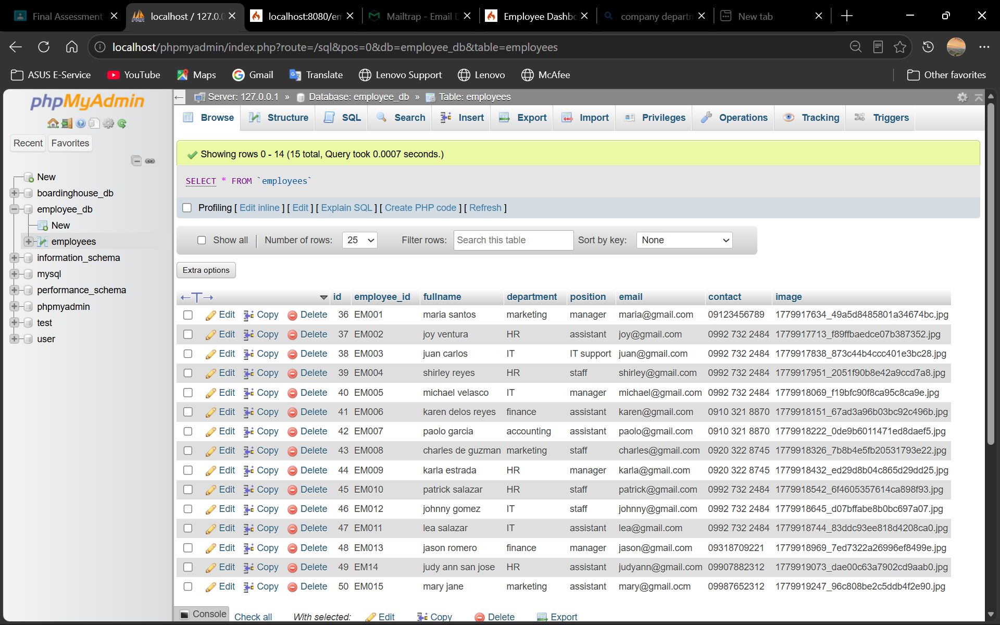 Final Assessment
localhost / 127.0.0
localhost:8080/em
Mailtrap - Email D
Employee Dashbo
company departm
New tab
localhost/phpmyadmin/index.php?route=/sql&pos=0&db=employee_db&table=employees
ASUS E-Service YouTube Maps Gmail Translate Lenovo Support Lenovo McAfee Other favorites
phpMyAdmin
Recent Favorites
New
boardinghouse_db
employee_db
New
employees
information_schema
mysql
performance_schema
phpmyadmin
test
user
Server: 127.0.0.1 » Database: employee_db » Table: employees
Browse Structure SQL Search Insert Export Import Privileges Operations Tracking Triggers
Showing rows 0 - 14 (15 total, Query took 0.0007 seconds.)
SELECT * FROM `employees`
Profiling [ Edit inline ] [ Edit ] [ Explain SQL ] [ Create PHP code ] [ Refresh ]
Show all | Number of rows: 25 Filter rows: Search this table Sort by key: None
Extra options
id employee_id fullname department position email contact image
Edit Copy Delete 36 EM001 maria santos marketing manager maria@gmail.com 09123456789 1779917634_49a5d8485801a34674bc.jpg
Edit Copy Delete 37 EM002 joy ventura HR assistant joy@gmail.com 0992 732 2484 1779917713_f89ffbaedce07b387352.jpg
Edit Copy Delete 38 EM003 juan carlos IT IT support juan@gmail.com 0992 732 2484 1779917838_873c44b4ccc401e3bc28.jpg
Edit Copy Delete 39 EM004 shirley reyes HR staff shirley@gmail.com 0992 732 2484 1779917951_2051f90b8e42a9ccd7a8.jpg
Edit Copy Delete 40 EM005 michael velasco IT manager michael@gmail.com 0992 732 2484 1779918069_f19bfc90f8ca95c8ca9e.jpg
Edit Copy Delete 41 EM006 karen delos reyes finance assistant karen@gmail.com 0910 321 8870 1779918151_67ad3a96b03bc92c496b.jpg
Edit Copy Delete 42 EM007 paolo garcia accounting assistant paolo@gmail.com 0910 321 8870 1779918222_0de9b6011471ed8daef5.jpg
Edit Copy Delete 43 EM008 charles de guzman marketing staff charles@gmail.com 0920 322 8745 1779918326_7b8b4e5fb20531793e22.jpg
Edit Copy Delete 44 EM009 karla estrada HR manager karla@gmail.com 0920 322 8745 1779918432_ed29d8b04c865d29dd25.jpg
Edit Copy Delete 45 EM010 patrick salazar HR staff patrick@gmail.com 0992 732 2484 1779918542_6f4605357614ca898f93.jpg
Edit Copy Delete 46 EM012 johnny gomez IT staff johnny@gmail.com 0992 732 2484 1779918645_d07bffabe8b0bc697a07.jpg
Edit Copy Delete 47 EM011 lea salazar IT assistant lea@gmail.com 0992 732 2484 1779918744_83ddc93ee818d4208ca0.jpg
Edit Copy Delete 48 EM013 jason romero finance manager jason@gmail.com 09318709221 1779918969_7ed7322a26996ef8499e.jpg
Edit Copy Delete 49 EM14 judy ann san jose HR assistant judyann@gmail.com 09907882312 1779919073_dae00c63a7902cd9aab0.jpg
Edit Copy Delete 50 EM015 mary jane marketing assistant mary@gmail.ocm 09987652312 1779919247_96c808be2c5ddb4f2e90.jpg
Console Check all With selected: Edit Copy Delete Export